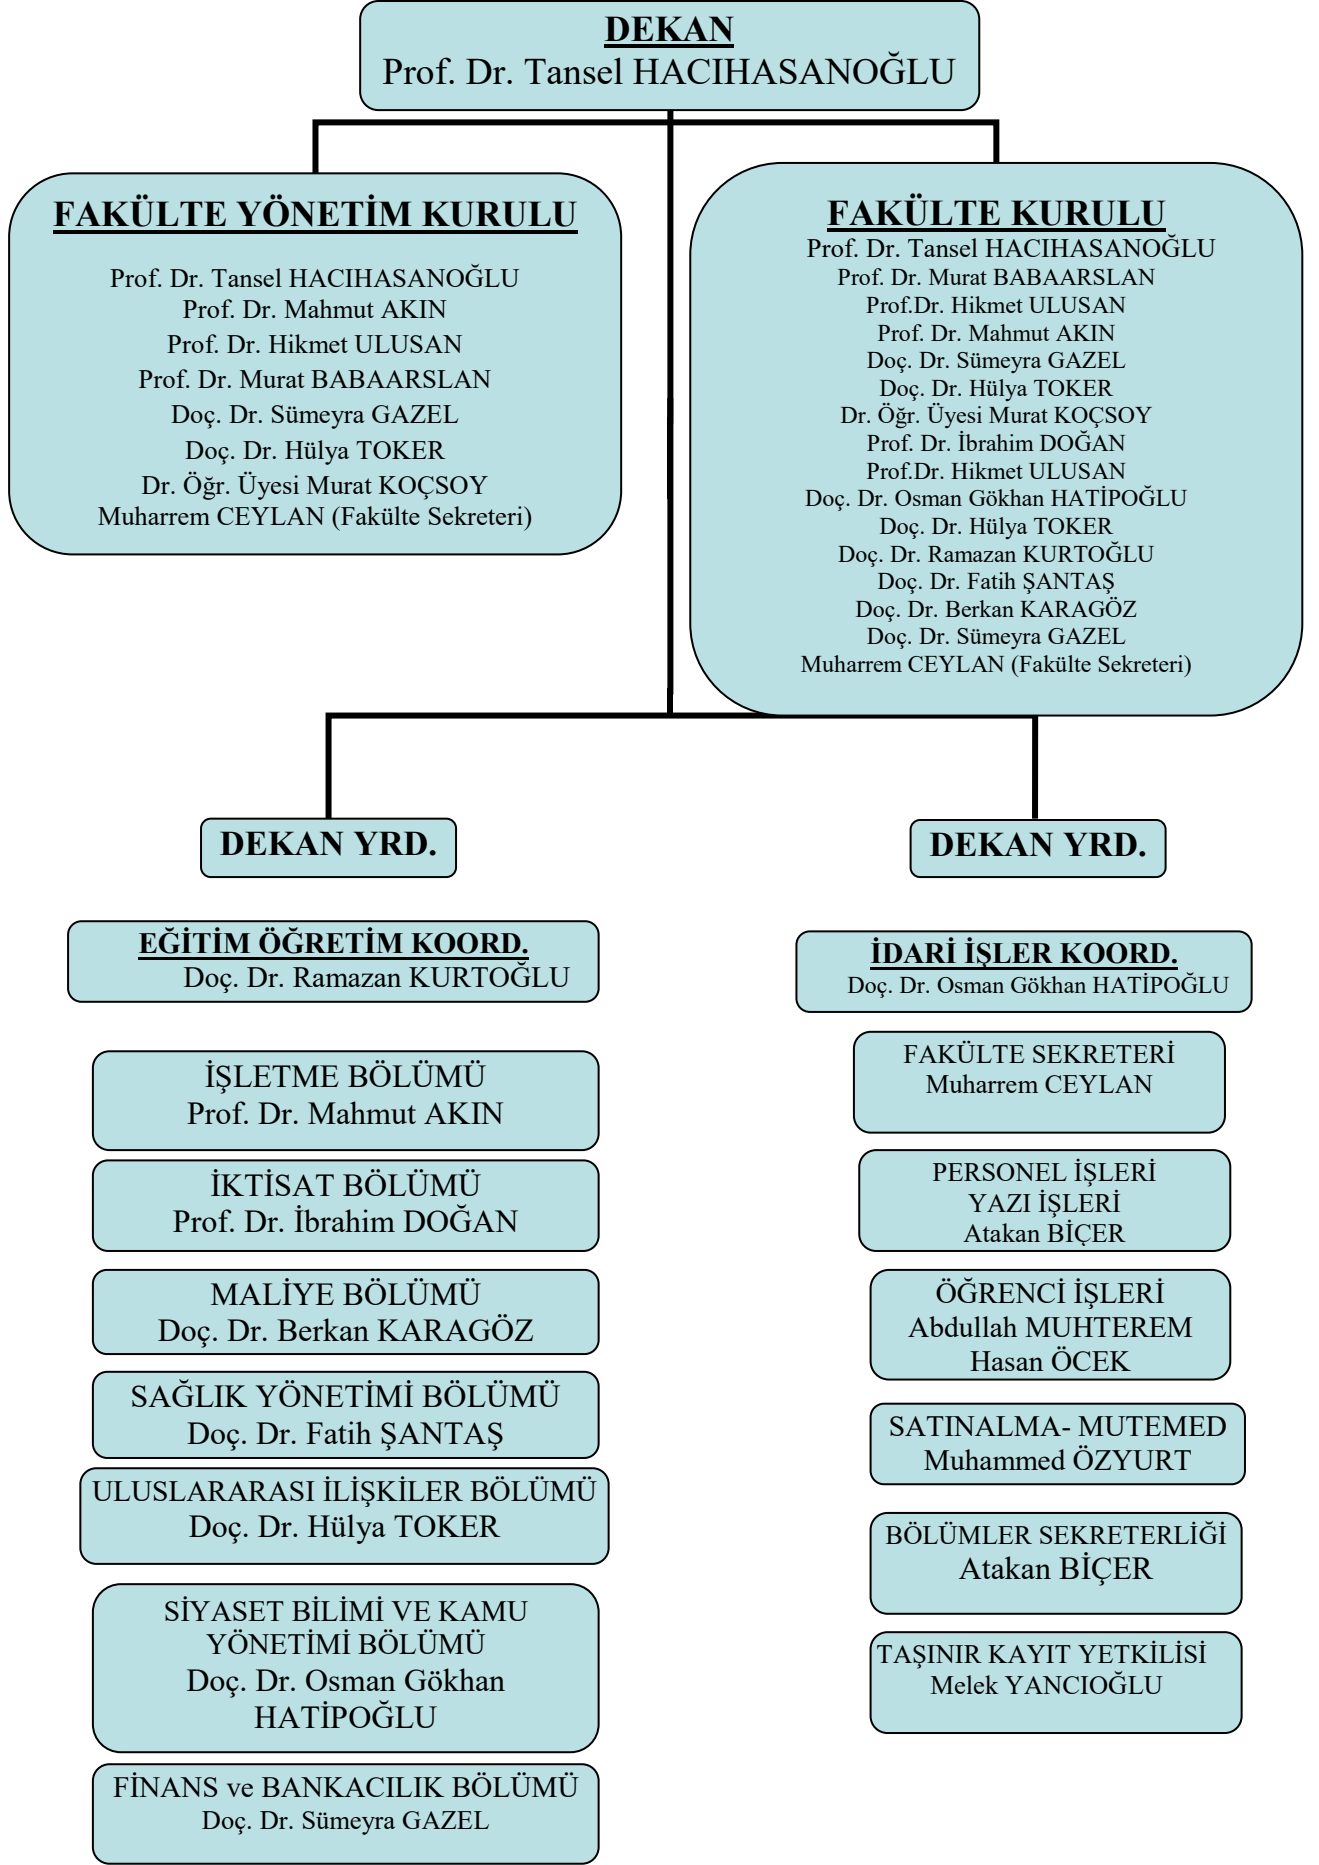 DEKAN
Prof. Dr. Tansel HACIHASANOĞLU
FAKÜLTE YÖNETİM KURULU
Prof. Dr. Tansel HACIHASANOĞLU
Prof. Dr. Mahmut AKIN
Prof. Dr. Hikmet ULUSAN
Prof. Dr. Murat BABAARSLAN
Doç. Dr. Sümeyra GAZEL
Doç. Dr. Hülya TOKER
Dr. Öğr. Üyesi Murat KOÇSOY
Muharrem CEYLAN (Fakülte Sekreteri)
FAKÜLTE KURULU
Prof. Dr. Tansel HACIHASANOĞLU
Prof. Dr. Murat BABAARSLAN
Prof.Dr. Hikmet ULUSAN
Prof. Dr. Mahmut AKIN
Doç. Dr. Sümeyra GAZEL
Doç. Dr. Hülya TOKER
Dr. Öğr. Üyesi Murat KOÇSOY
Prof. Dr. İbrahim DOĞAN
Prof.Dr. Hikmet ULUSAN
Doç. Dr. Osman Gökhan HATİPOĞLU
Doç. Dr. Hülya TOKER
Doç. Dr. Ramazan KURTOĞLU
Doç. Dr. Fatih ŞANTAŞ
Doç. Dr. Berkan KARAGÖZ
Doç. Dr. Sümeyra GAZEL
Muharrem CEYLAN (Fakülte Sekreteri)
DEKAN YRD.
EĞİTİM ÖĞRETİM KOORD.
Doç. Dr. Ramazan KURTOĞLU
İŞLETME BÖLÜMÜ
Prof. Dr. Mahmut AKIN
İKTİSAT BÖLÜMÜ
Prof. Dr. İbrahim DOĞAN
MALİYE BÖLÜMÜ
Doç. Dr. Berkan KARAGÖZ
SAĞLIK YÖNETİMİ BÖLÜMÜ
Doç. Dr. Fatih ŞANTAŞ
ULUSLARARASI İLİŞKİLER BÖLÜMÜ
Doç. Dr. Hülya TOKER
SİYASET BİLİMİ VE KAMU
YÖNETİMİ BÖLÜMÜ
Doç. Dr. Osman Gökhan
HATİPOĞLU
FİNANS ve BANKACILIK BÖLÜMÜ
Doç. Dr. Sümeyra GAZEL
DEKAN YRD.
İDARİ İŞLER KOORD.
Doç. Dr. Osman Gökhan HATİPOĞLU
FAKÜLTE SEKRETERİ
Muharrem CEYLAN
PERSONEL İŞLERİ
YAZI İŞLERİ
Atakan BİÇER
ÖĞRENCİ İŞLERİ
Abdullah MUHTEREM
Hasan ÖCEK
SATINALMA- MUTEMED
Muhammed ÖZYURT
BÖLÜMLER SEKRETERLİĞİ
Atakan BİÇER
TAŞINIR KAYIT YETKİLİSİ
Melek YANCIOĞLU